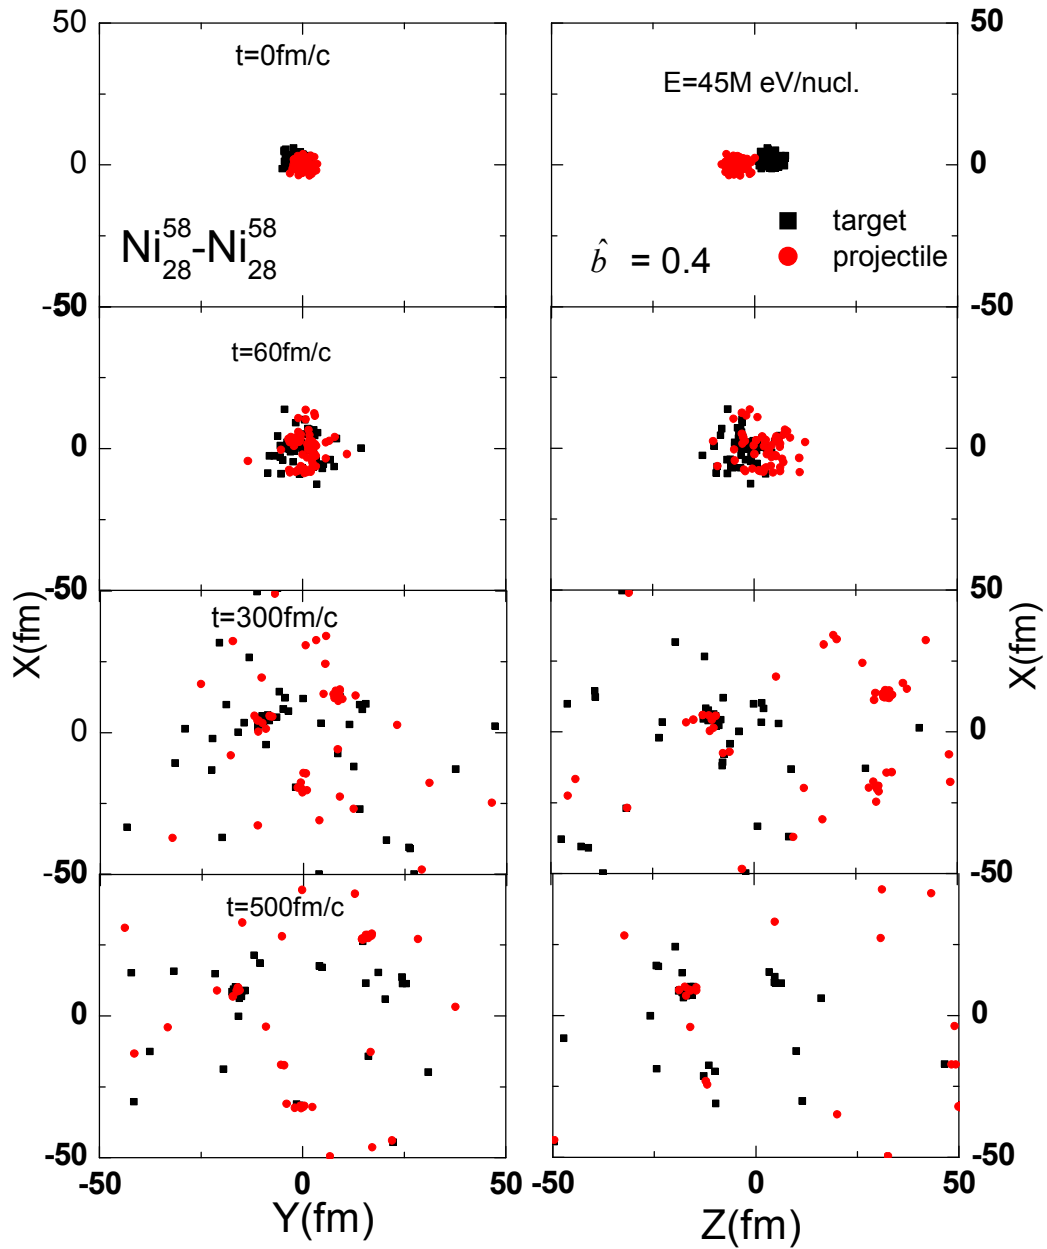 50
t=0fm/c
0
Ni58 28-Ni58 28
-50
t=60fm/c
0
-50
t=300fm/c
0
-50
t=500fm/c
0
-50
-50 0 50
X(fm)
Y(fm)
50
E=45M eV/nucl.
0
target
projectile
b̂ = 0.4
-50
0
50
0
-50
0
-50
-50 0 50
X(fm)
Z(fm)